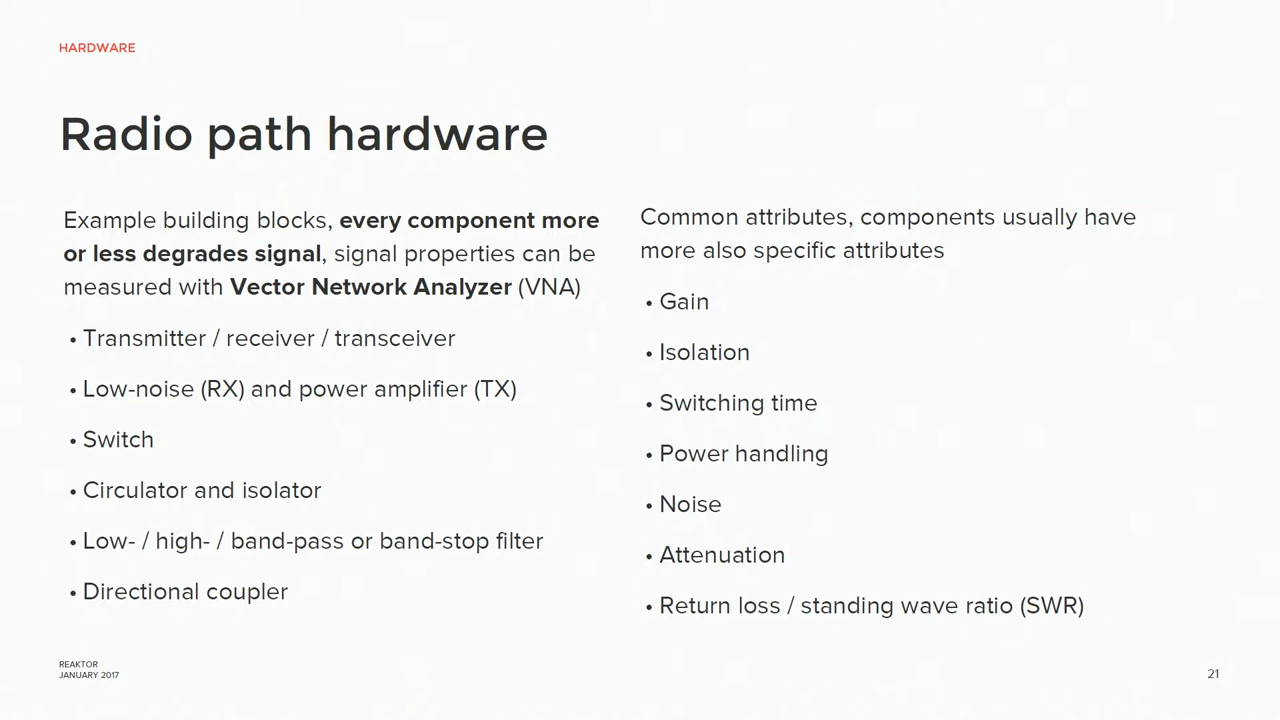 HARDWARE
Radio path hardware
Example building blocks, every component more
or less degrades signal, signal properties can be
measured with Vector Network Analyzer (VNA)
• Transmitter / receiver / transceiver
• Low-noise (RX) and power amplifier (TX)
• Switch
• Circulator and isolator
• Low- / high- / band-pass or band-stop filter
• Directional coupler
Common attributes, components usually have
more also specific attributes
• Gain
• Isolation
• Switching time
• Power handling
• Noise
• Attenuation
• Return loss / standing wave ratio (SWR)
REAKTOR
JANUARY 2017
21